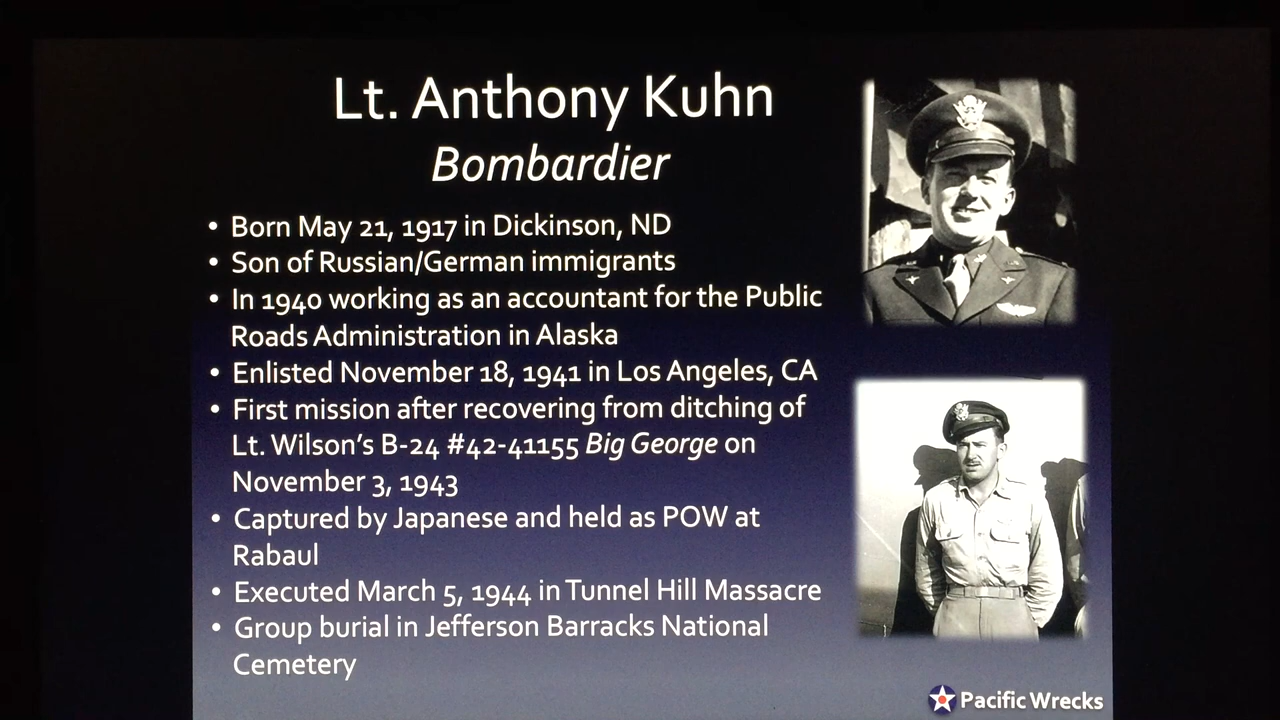 Lt. Anthony Kuhn
Bombardier
• Born May 21, 1917 in Dickinson, ND
• Son of Russian/German immigrants
• In 1940 working as an accountant for the Public
Roads Administration in Alaska
• Enlisted November 18, 1941 in Los Angeles, CA
• First mission after recovering from ditching of
Lt. Wilson's B-24 #42-41155 Big George on
November 3, 1943
• Captured by Japanese and held as POW at
Rabaul
• Executed March 5, 1944 in Tunnel Hill Massacre
• Group burial in Jefferson Barracks National
Cemetery
Pacific Wrecks